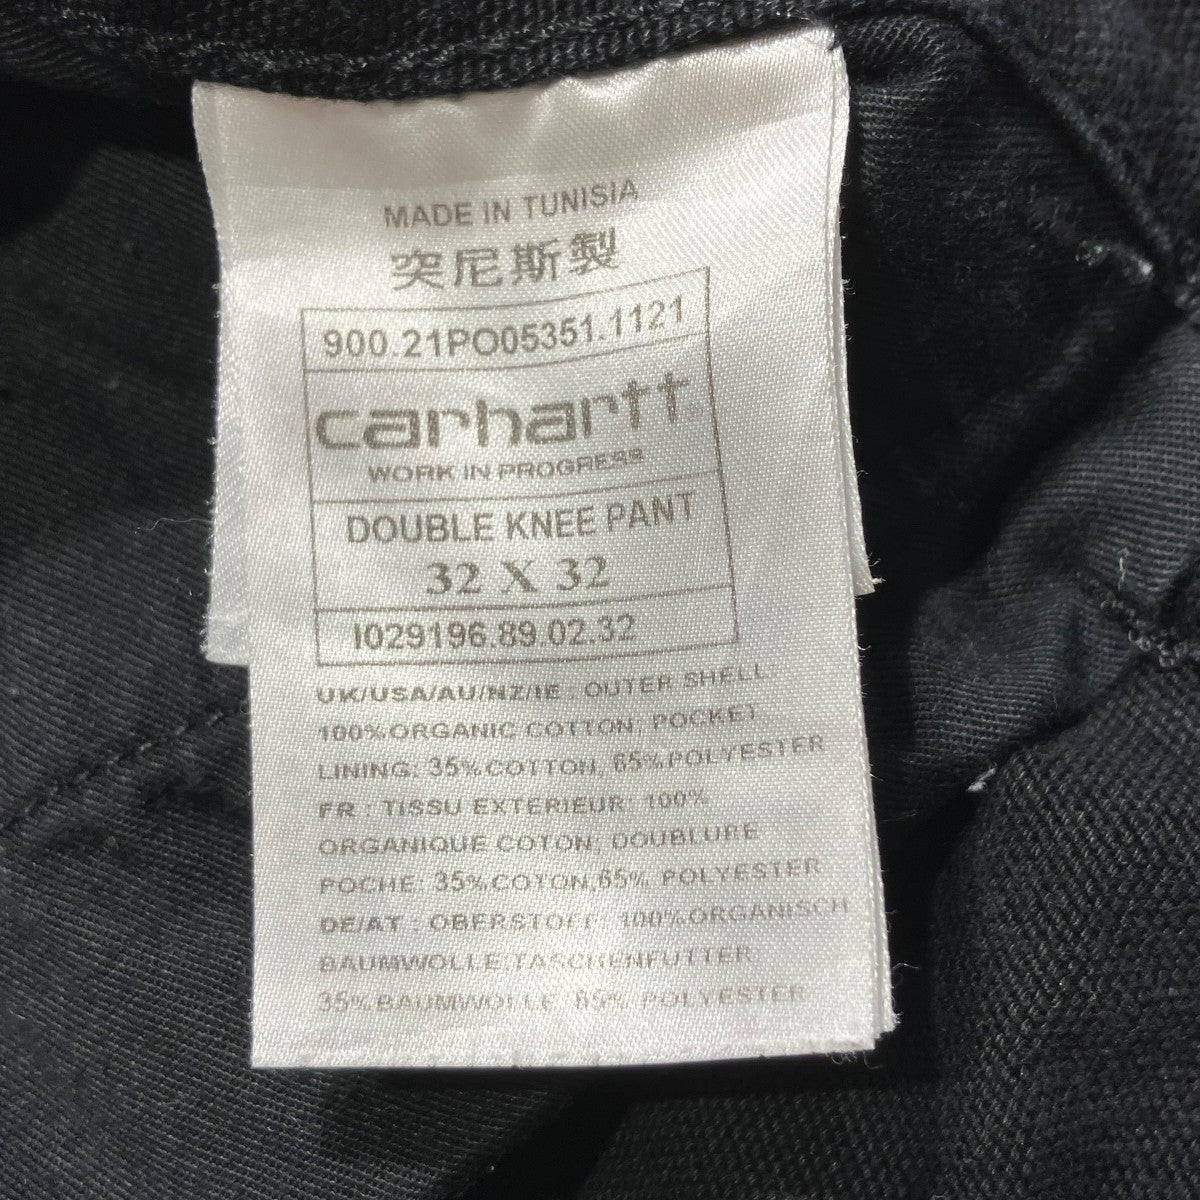 MADE IN TUNISIA
突尼斯製
900.21PO05351.1121
carhartt
WORK IN PROGRESS
DOUBLE KNEE PANT
32 X 32
I029196.89.02.32
UK/USA/AU/NZ/IE : OUTER SHELL:
100%ORGANIC COTTON; POCKET
LINING: 35%COTTON, 65%POLYESTER
FR : TISSU EXTERIEUR: 100%
ORGANIQUE COTON; DOUBLURE
POCHE: 35%COTON,65% POLYESTER
DE/AT : OBERSTOFF: 100%ORGANISCH
BAUMWOLLE;TASCHENFUTTER:
35%BAUMWOLLE, 65% POLYESTER